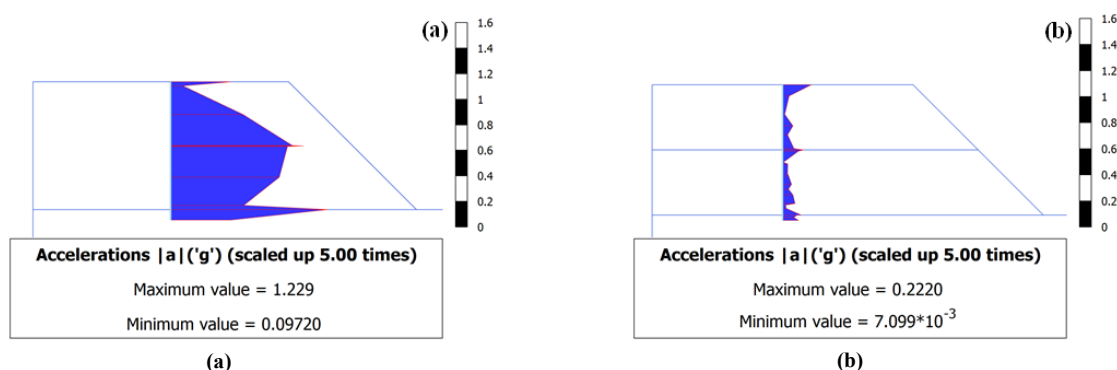 (a)
1.6
1.4
1.2
1
0.8
0.6
0.4
0.2
0
Accelerations |a|('g') (scaled up 5.00 times)
Maximum value = 1.229
Minimum value = 0.09720
(a)
(b)
1.6
1.4
1.2
1
0.8
0.6
0.4
0.2
0
Accelerations |a|('g') (scaled up 5.00 times)
Maximum value = 0.2220
Minimum value = 7.099*10⁻³
(b)